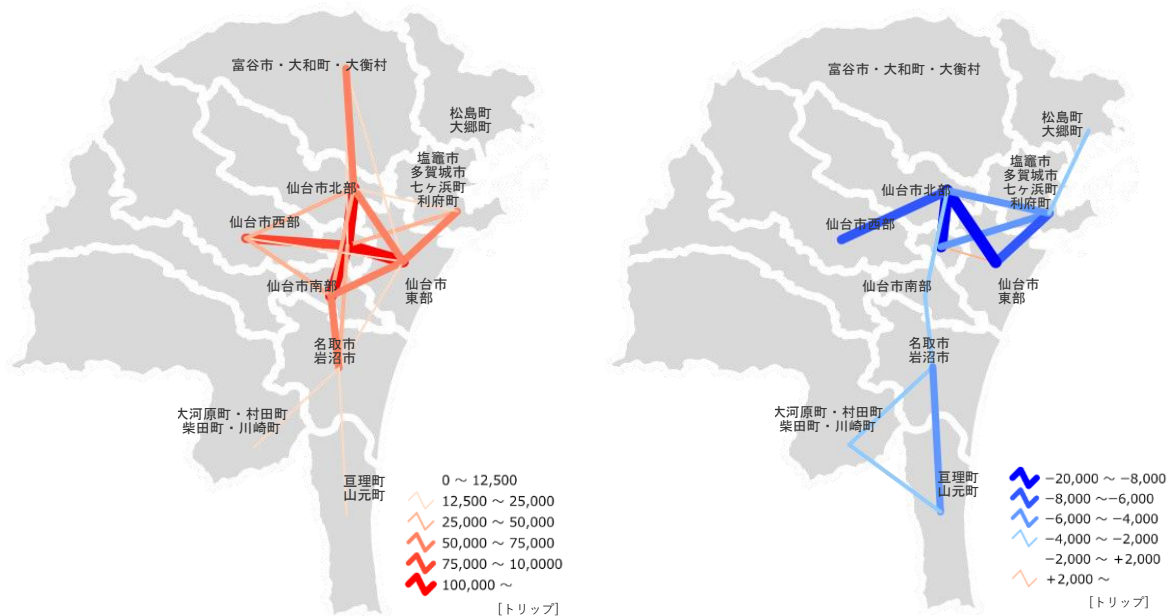 富谷市・大和町・大衡村
松島町
大郷町
塩竈市
多賀城市
七ヶ浜町
利府町
仙台市北部
仙台市西部
仙台市南部
仙台市
東部
名取市
岩沼市
大河原町・村田町
柴田町・川崎町
亘理町
山元町
0 ～ 12,500
12,500 ～ 25,000
25,000 ～ 50,000
50,000 ～ 75,000
75,000 ～ 10,0000
100,000 ～
[トリップ]
富谷市・大和町・大衡村
松島町
大郷町
塩竈市
多賀城市
七ヶ浜町
利府町
仙台市北部
仙台市西部
仙台市南部
仙台市
東部
名取市
岩沼市
大河原町・村田町
柴田町・川崎町
亘理町
山元町
−20,000 ～ −8,000
−8,000 ～−6,000
−6,000 ～ −4,000
−4,000 ～ −2,000
−2,000 ～ +2,000
+2,000 ～
[トリップ]